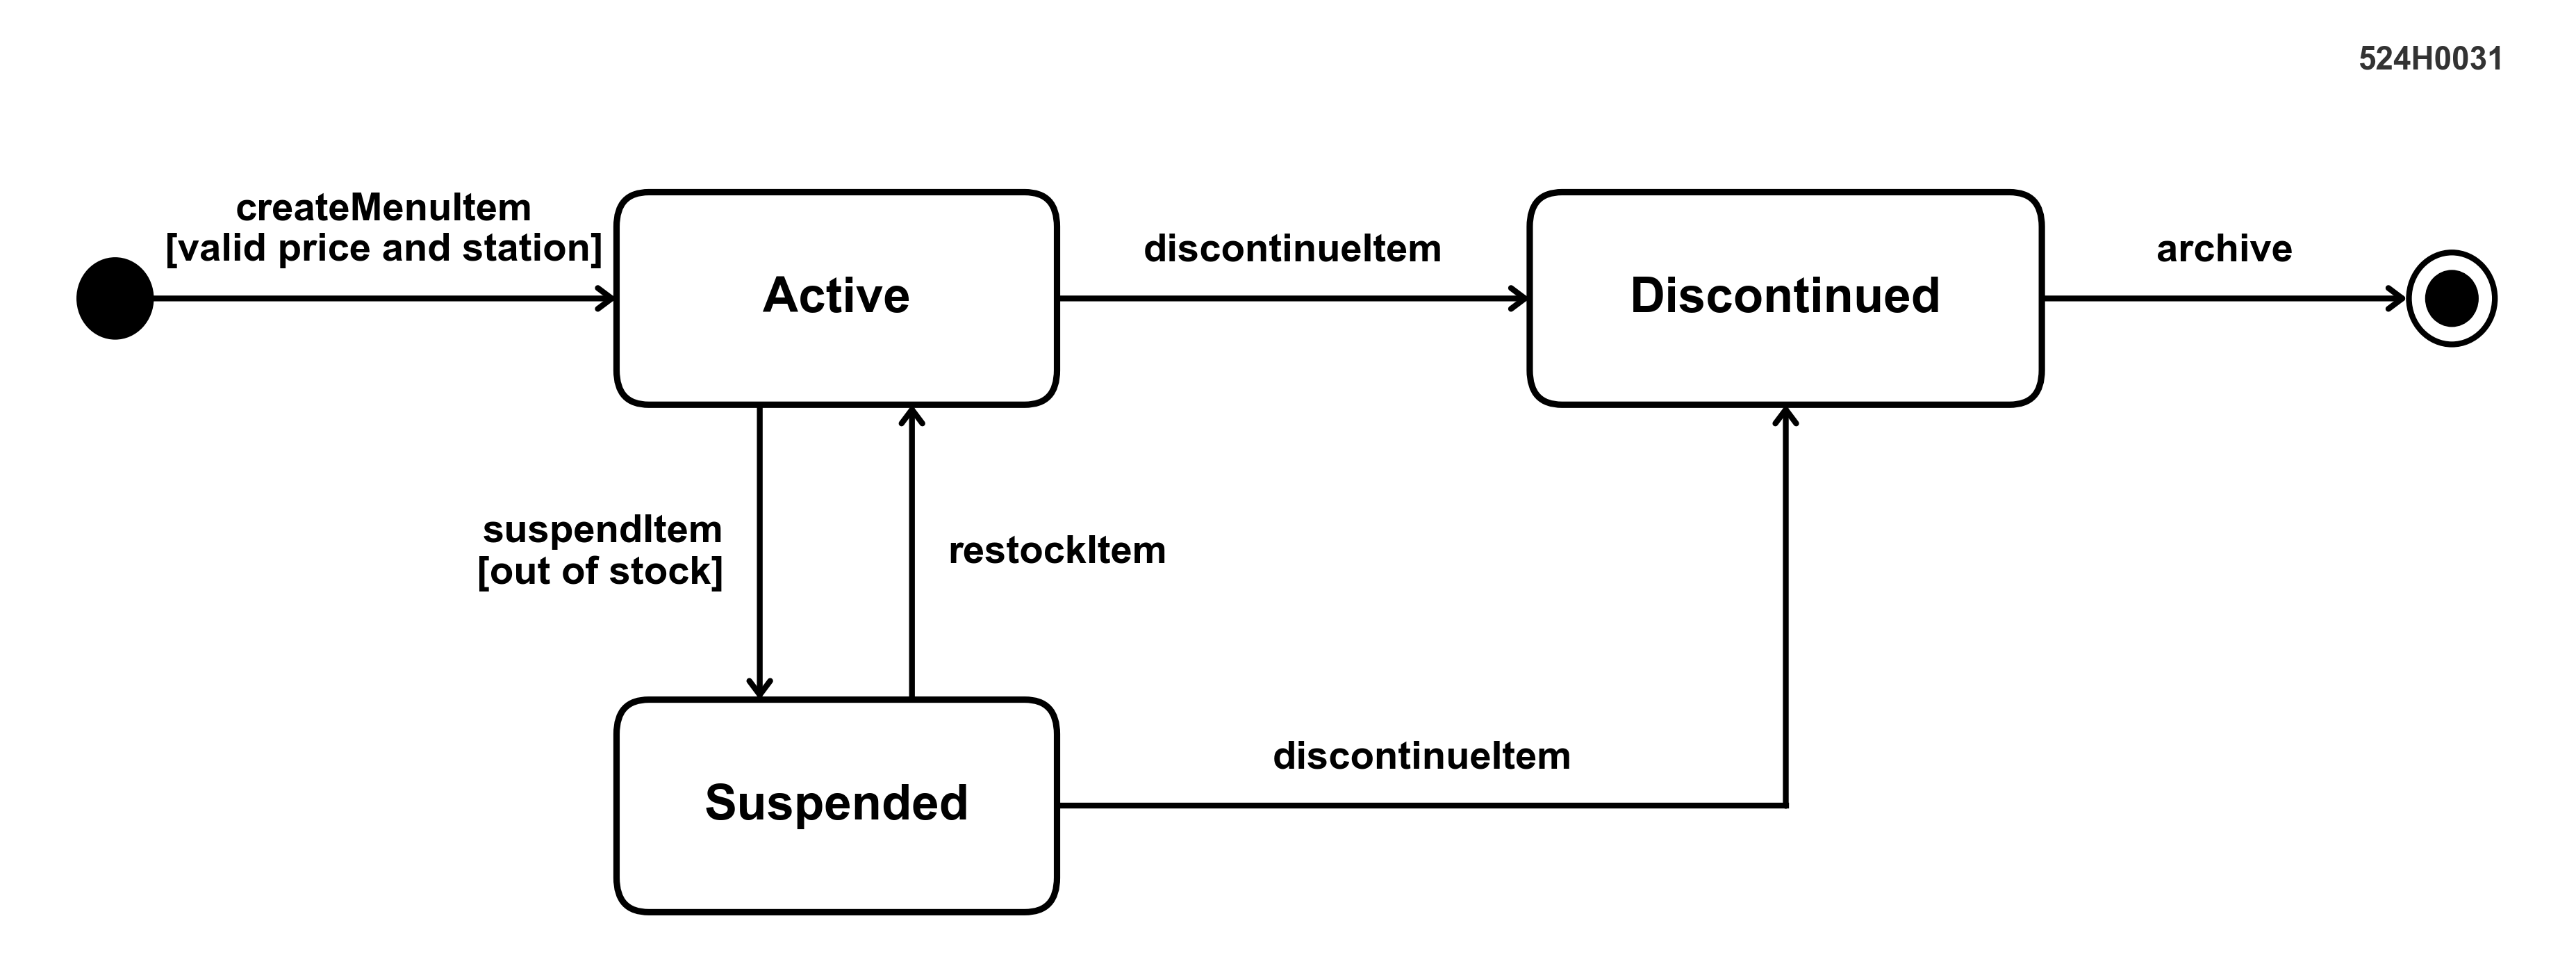 524H0031
createMenuItem
[valid price and station]
Active
discontinueItem
Discontinued
archive
suspendItem
[out of stock]
restockItem
discontinueItem
Suspended